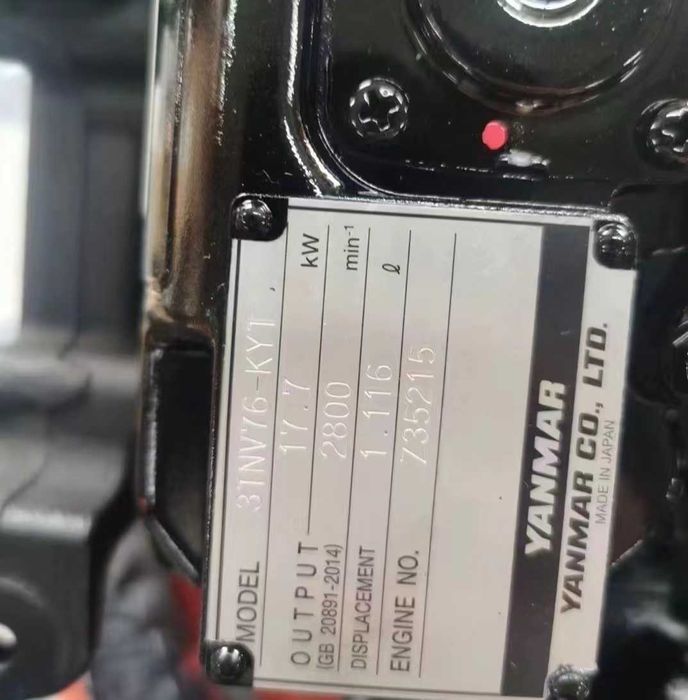 MODEL 3TNV76-KYT
OUTPUT 17.7 kW
(GB 20891-2014) 2800 min-1
DISPLACEMENT 1.116 ℓ
ENGINE NO. Z35215
YANMAR
YANMAR CO., LTD.
MADE IN JAPAN